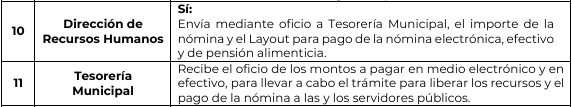 Sí:
10 Dirección de Recursos Humanos
Envía mediante oficio a Tesorería Municipal, el importe de la
nómina y el Layout para pago de la nómina electrónica, efectivo
y de pensión alimenticia.
11 Tesorería Municipal
Recibe el oficio de los montos a pagar en medio electrónico y en
efectivo, para llevar a cabo el trámite para liberar los recursos y el
pago de la nómina a las y los servidores públicos.